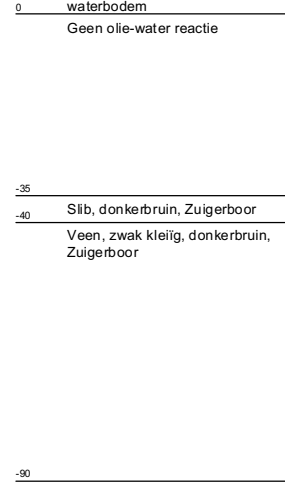 0 waterbodem
Geen olie-water reactie
-35
-40 Slib, donkerbruin, Zuigerboor
Veen, zwak kleiïg, donkerbruin,
Zuigerboor
-90